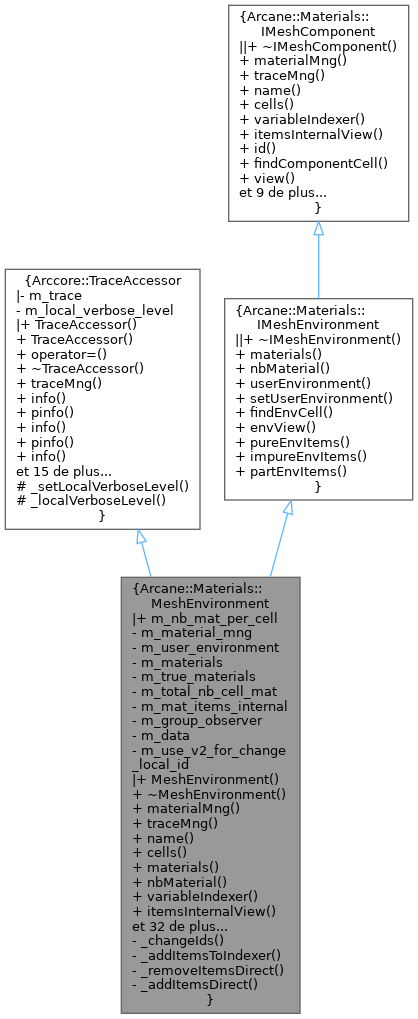 {Arcane::Materials::
IMeshComponent
||+ ~IMeshComponent()
+ materialMng()
+ traceMng()
+ name()
+ cells()
+ variableIndexer()
+ itemsInternalView()
+ id()
+ findComponentCell()
+ view()
et 9 de plus...
}
{Arccore::TraceAccessor
|- m_trace
- m_local_verbose_level
|+ TraceAccessor()
+ TraceAccessor()
+ operator=()
+ ~TraceAccessor()
+ traceMng()
+ info()
+ pinfo()
+ info()
+ pinfo()
+ info()
et 15 de plus...
# _setLocalVerboseLevel()
# _localVerboseLevel()
}
{Arcane::Materials::
IMeshEnvironment
||+ ~IMeshEnvironment()
+ materials()
+ nbMaterial()
+ userEnvironment()
+ setUserEnvironment()
+ findEnvCell()
+ envView()
+ pureEnvItems()
+ impureEnvItems()
+ partEnvItems()
}
{Arcane::Materials::
MeshEnvironment
|+ m_nb_mat_per_cell
- m_material_mng
- m_user_environment
- m_materials
- m_true_materials
- m_total_nb_cell_mat
- m_mat_items_internal
- m_group_observer
- m_data
- m_use_v2_for_change
_local_id
|+ MeshEnvironment()
+ ~MeshEnvironment()
+ materialMng()
+ traceMng()
+ name()
+ cells()
+ materials()
+ nbMaterial()
+ variableIndexer()
+ itemsInternalView()
et 32 de plus...
- _changeIds()
- _addItemsToIndexer()
- _removeItemsDirect()
- _addItemsDirect()
}